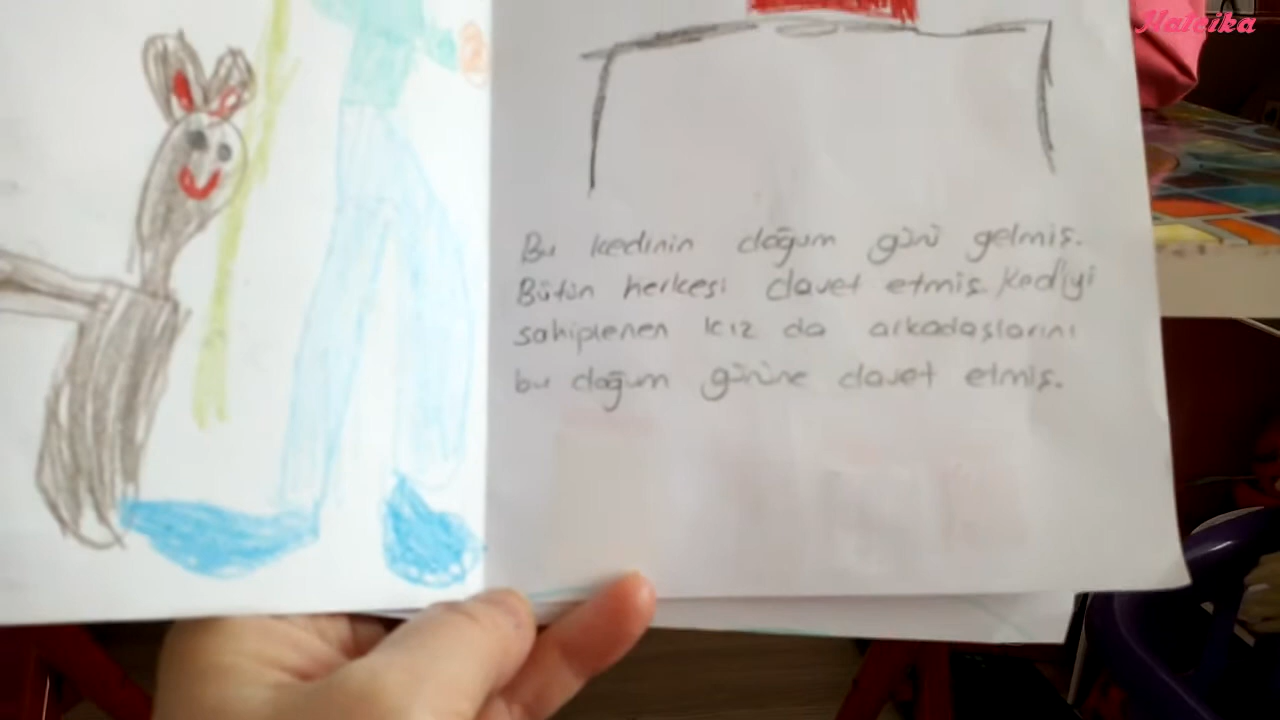 Haleika
Bu kedinin doğum günü gelmiş.
Bütün herkesi davet etmiş. Kediyi
sahiplenen kız da arkadaşlarını
bu doğum gününe davet etmiş.